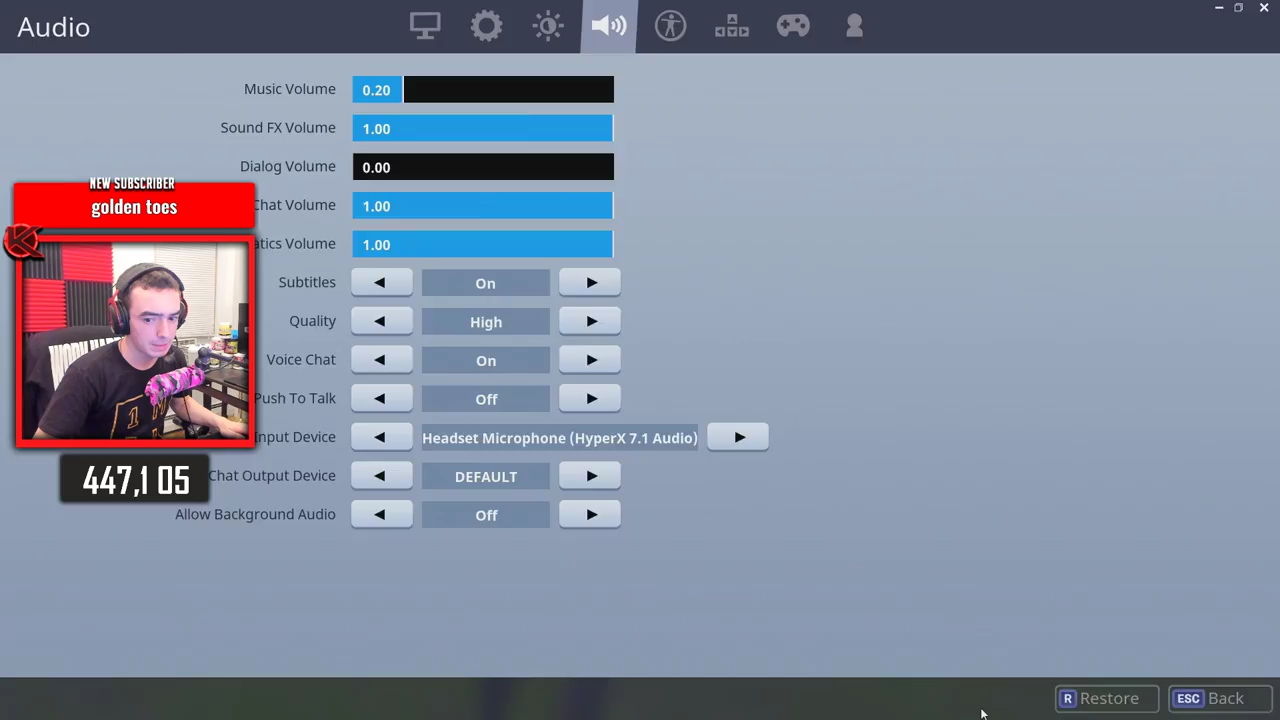 Audio
Music Volume 0.20
Sound FX Volume 1.00
Dialog Volume 0.00
NEW SUBSCRIBER
golden toes
Chat Volume 1.00
atics Volume 1.00
Subtitles On
Quality High
Voice Chat On
Push To Talk Off
Input Device Headset Microphone (HyperX 7.1 Audio)
447,105
Chat Output Device DEFAULT
Allow Background Audio Off
R Restore
ESC Back